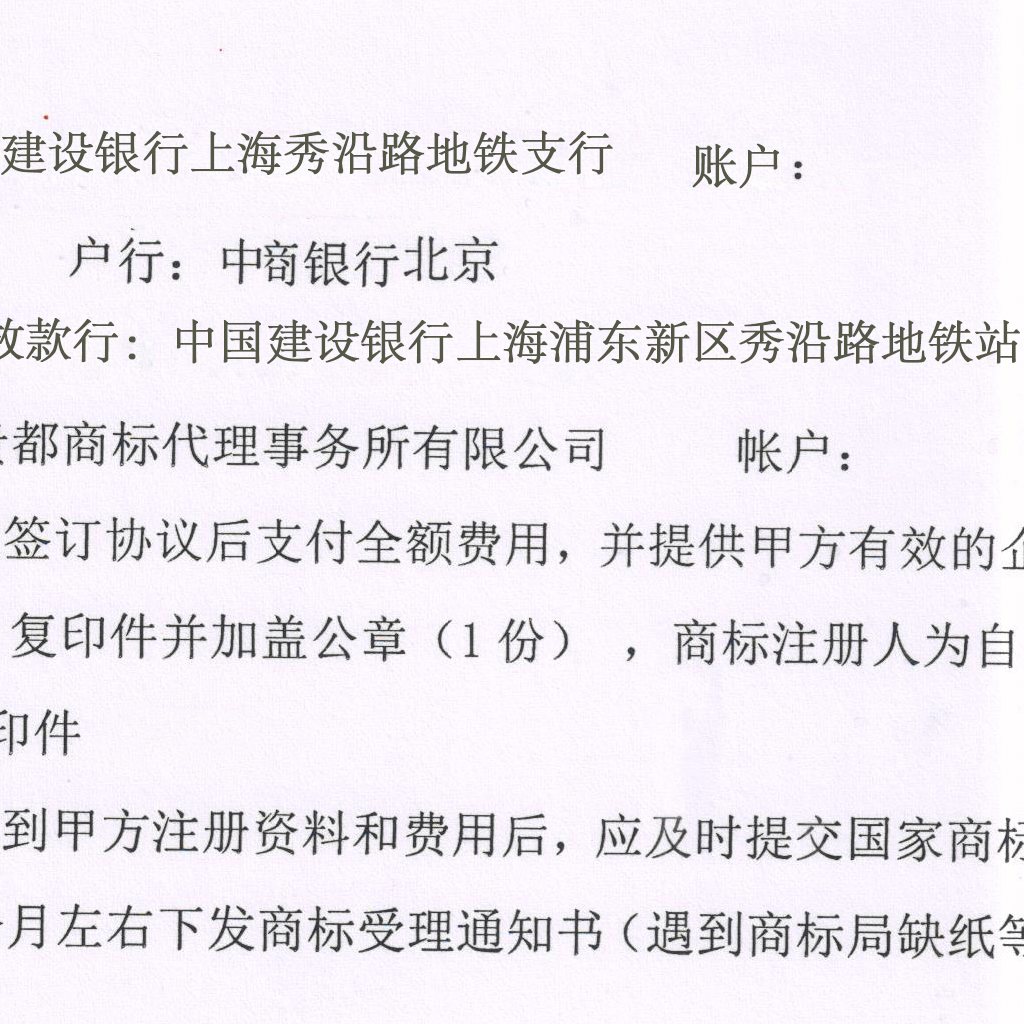 建设银行上海秀沿路地铁支行 账户：
户行：中商银行北京
放款行：中国建设银行上海浦东新区秀沿路地铁站
都商标代理事务所有限公司 帐户：
签订协议后支付全额费用，并提供甲方有效的企
复印件并加盖公章（1 份） ，商标注册人为自
印件
到甲方注册资料和费用后，应及时提交国家商标
月左右下发商标受理通知书（遇到商标局缺纸等